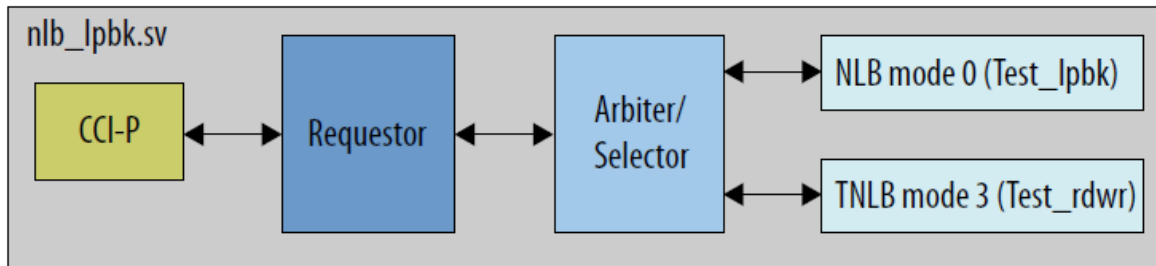 nlb_lpbk.sv
CCI-P
Requestor
Arbiter/
Selector
NLB mode 0 (Test_lpbk)
TNLB mode 3 (Test_rdwr)